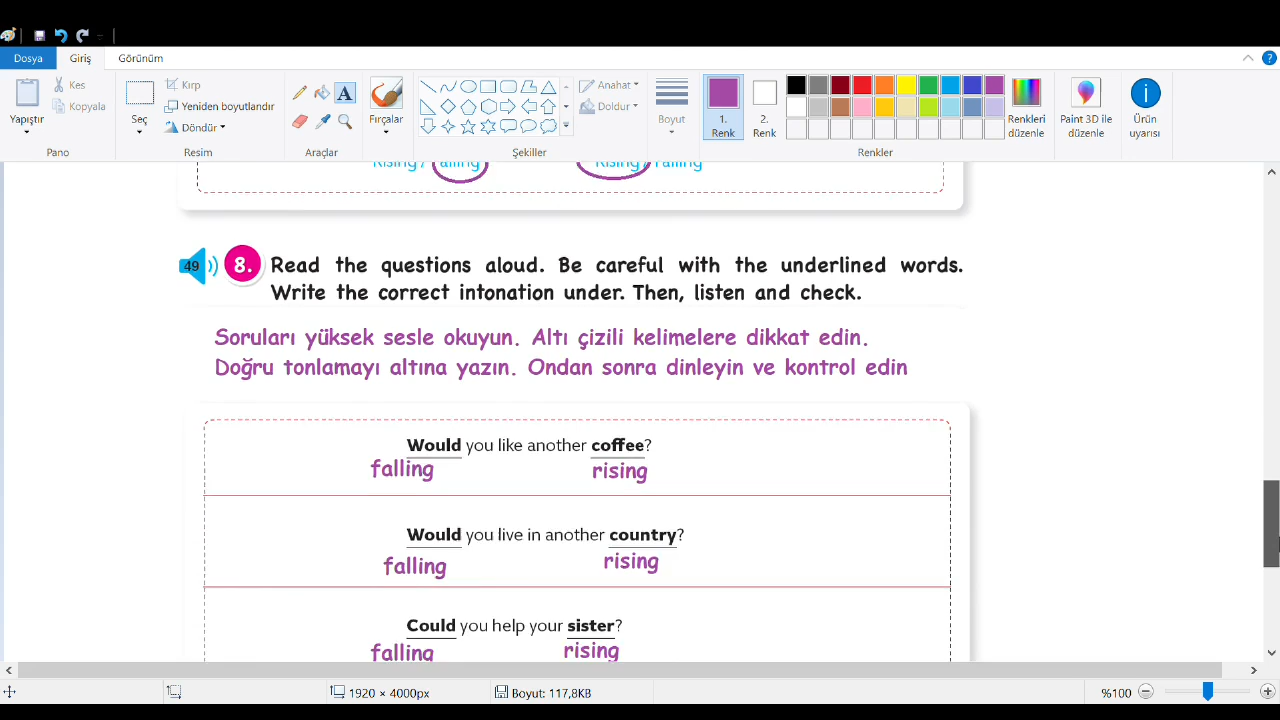 Dosya Giriş Görünüm
Yapıştır
Kes
Kopyala
Pano
Seç
Kırp
Yeniden boyutlandır
Döndür
Resim
A
Araçlar
Fırçalar
Şekiller
Anahat
Doldur
Boyut
1.
Renk
2.
Renk
Renkleri
düzenle
Renkler
Paint 3D ile
düzenle
Ürün
uyarısı
Rising / Falling Rising / Falling
49 8. Read the questions aloud. Be careful with the underlined words.
Write the correct intonation under. Then, listen and check.
Soruları yüksek sesle okuyun. Altı çizili kelimelere dikkat edin.
Doğru tonlamayı altına yazın. Ondan sonra dinleyin ve kontrol edin
Would you like another coffee?
falling rising
Would you live in another country?
falling rising
Could you help your sister?
falling rising
1920 × 4000px Boyut: 117,8KB %100